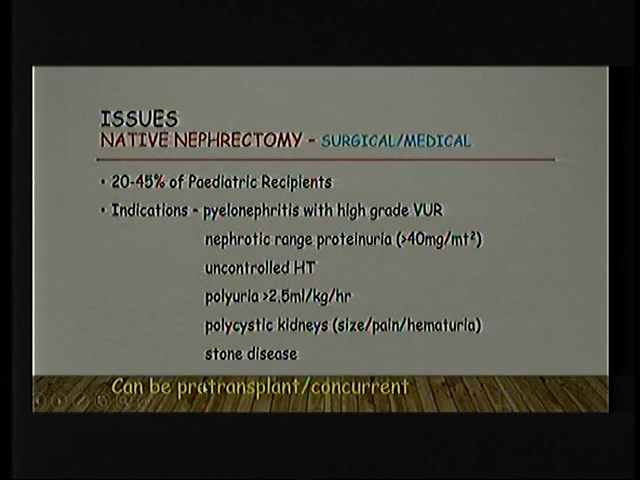 ISSUES
NATIVE NEPHRECTOMY - SURGICAL/MEDICAL
• 20-45% of Paediatric Recipients
• Indications - pyelonephritis with high grade VUR
nephrotic range proteinuria (>40mg/mt²)
uncontrolled HT
polyuria >2.5ml/kg/hr
polycystic kidneys (size/pain/hematuria)
stone disease
Can be pretransplant/concurrent